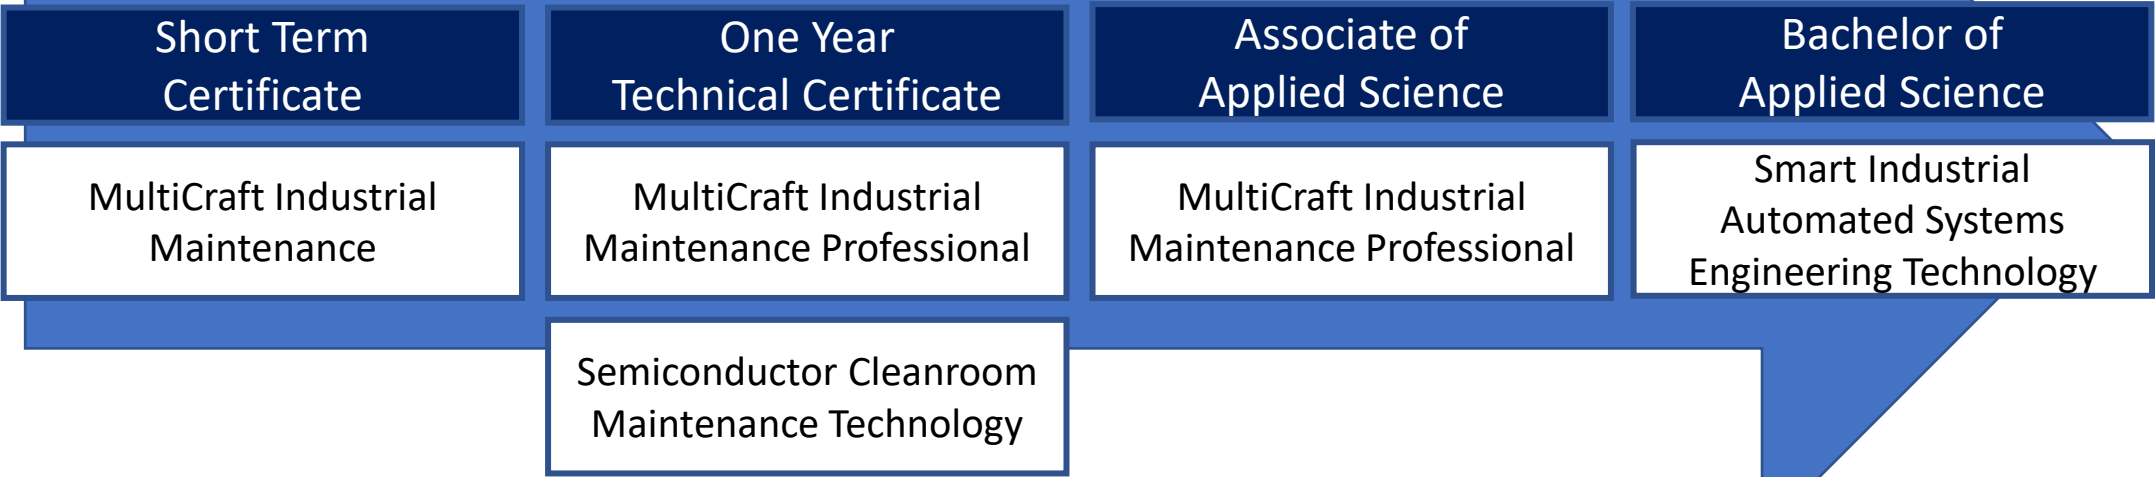 Short Term
Certificate
One Year
Technical Certificate
Associate of
Applied Science
Bachelor of
Applied Science
MultiCraft Industrial
Maintenance
MultiCraft Industrial
Maintenance Professional
MultiCraft Industrial
Maintenance Professional
Smart Industrial
Automated Systems
Engineering Technology
Semiconductor Cleanroom
Maintenance Technology